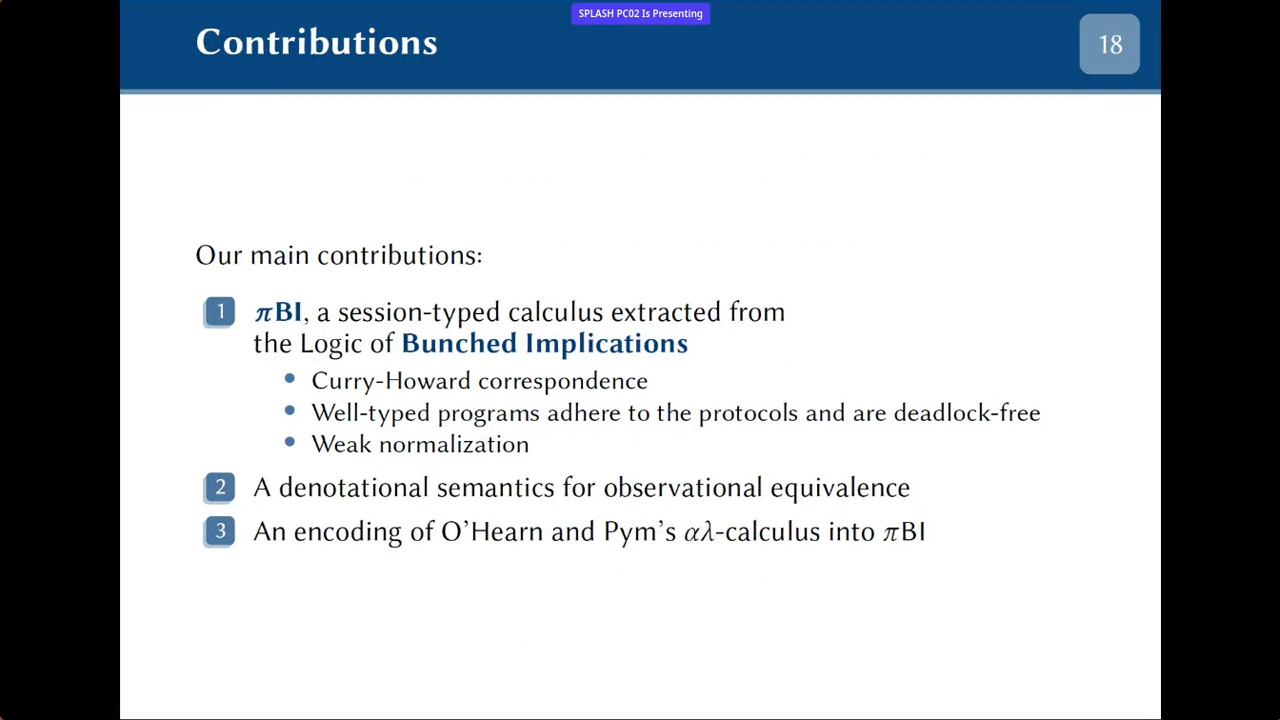 SPLASH PC02 Is Presenting
Contributions
18
Our main contributions:
1 πBI, a session-typed calculus extracted from
the Logic of Bunched Implications
• Curry-Howard correspondence
• Well-typed programs adhere to the protocols and are deadlock-free
• Weak normalization
2 A denotational semantics for observational equivalence
3 An encoding of O’Hearn and Pym’s αλ-calculus into πBI